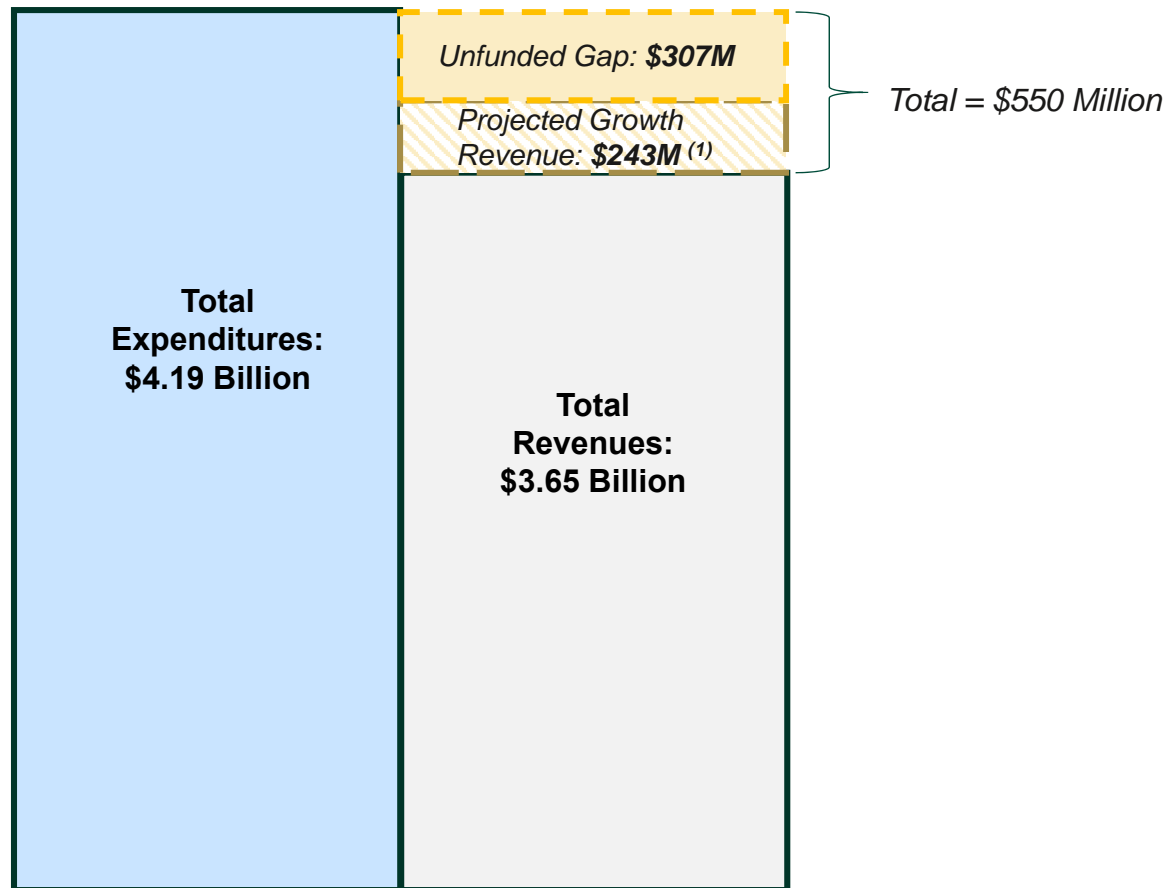 Unfunded Gap: $307M
Projected Growth
Revenue: $243M (1)
Total = $550 Million
Total
Expenditures:
$4.19 Billion
Total
Revenues:
$3.65 Billion